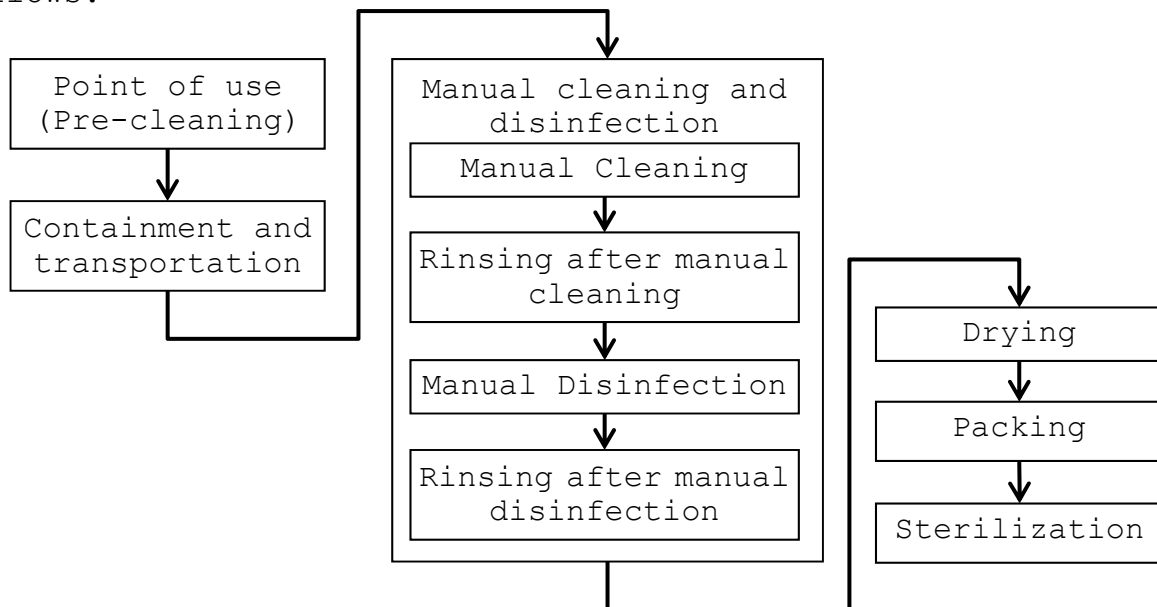 Point of use
(Pre-cleaning)
Containment and
transportation
Manual cleaning and
disinfection
Manual Cleaning
Rinsing after manual
cleaning
Manual Disinfection
Rinsing after manual
disinfection
Drying
Packing
Sterilization